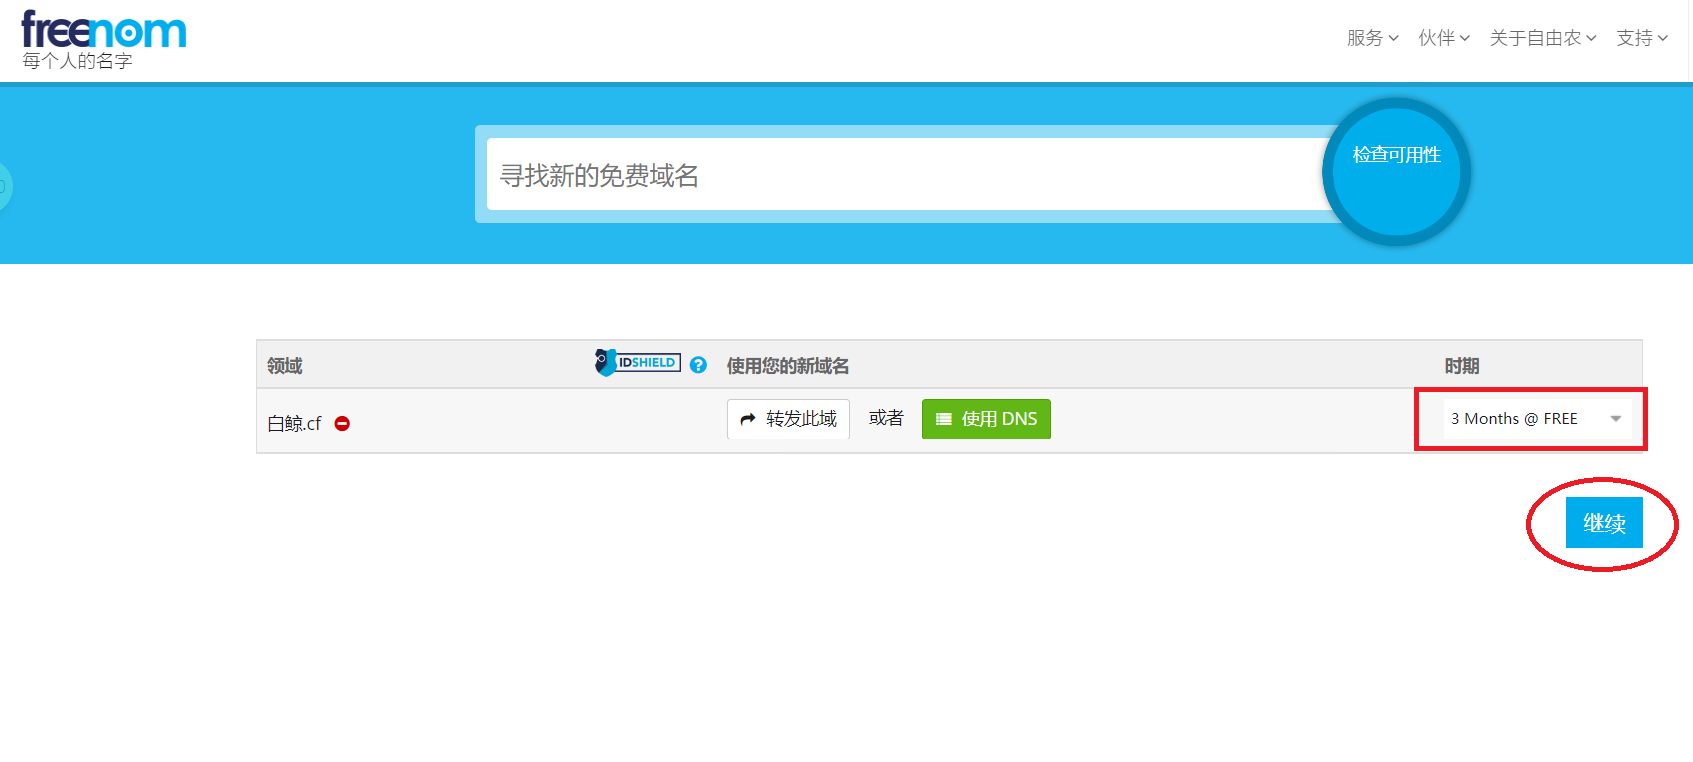 freenom
每个人的名字
服务 伙伴 关于自由农 支持
寻找新的免费域名
检查可用性
领域 IDSHIELD ? 使用您的新域名 时期
白鲸.cf 转发此域 或者 使用 DNS 3 Months @ FREE
继续